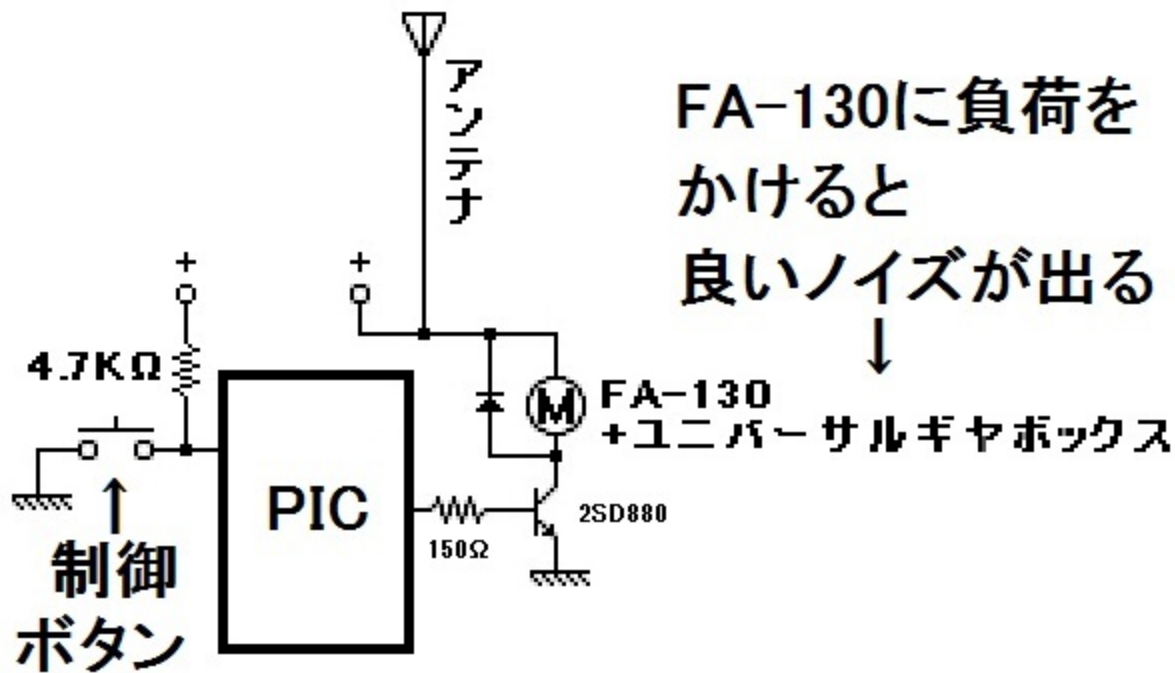 アンテナ
FA-130に負荷を
かけると
良いノイズが出る
↓
+
+
4.7KΩ
M
FA-130
+ユニバーサルギヤボックス
PIC
2SD880
150Ω
↑
制御
ボタン